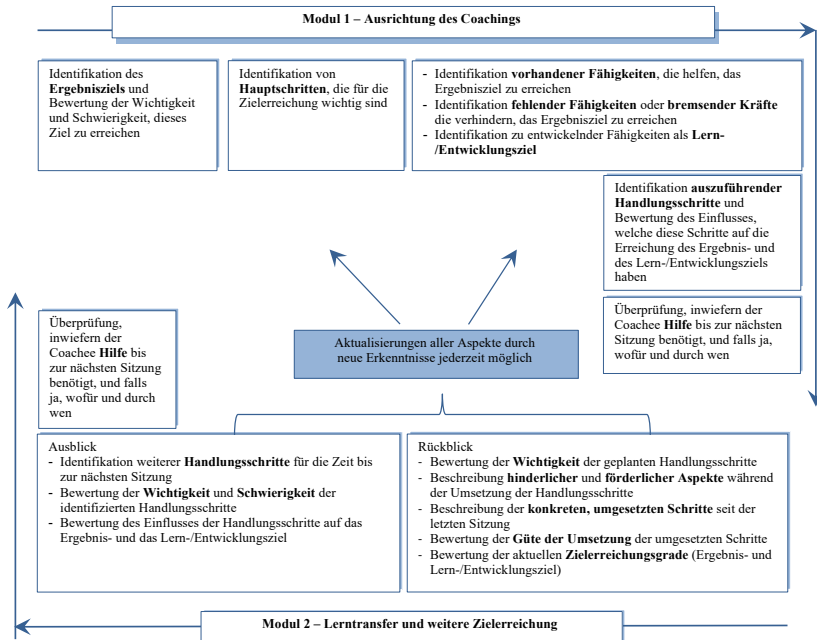 Modul 1 – Ausrichtung des Coachings
Identifikation des
Ergebnisziels und
Bewertung der Wichtigkeit
und Schwierigkeit, dieses
Ziel zu erreichen
Identifikation von
Hauptschritten, die für die
Zielerreichung wichtig sind
- Identifikation vorhandener Fähigkeiten, die helfen, das
Ergebnisziel zu erreichen
- Identifikation fehlender Fähigkeiten oder bremsender Kräfte
die verhindern, das Ergebnisziel zu erreichen
- Identifikation zu entwickelnder Fähigkeiten als Lern-
/Entwicklungsziel
Identifikation auszuführender
Handlungsschritte und
Bewertung des Einflusses,
welche diese Schritte auf die
Erreichung des Ergebnis- und
des Lern-/Entwicklungsziels
haben
Überprüfung, inwiefern der
Coachee Hilfe bis zur nächsten
Sitzung benötigt, und falls ja,
wofür und durch wen
Aktualisierungen aller Aspekte durch
neue Erkenntnisse jederzeit möglich
Überprüfung,
inwiefern der
Coachee Hilfe bis
zur nächsten Sitzung
benötigt, und falls
ja, wofür und durch
wen
Ausblick
- Identifikation weiterer Handlungsschritte für die Zeit bis
zur nächsten Sitzung
- Bewertung der Wichtigkeit und Schwierigkeit der
identifizierten Handlungsschritte
- Bewertung des Einflusses der Handlungsschritte auf das
Ergebnis- und das Lern-/Entwicklungsziel
Rückblick
- Bewertung der Wichtigkeit der geplanten Handlungsschritte
- Beschreibung hinderlicher und förderlicher Aspekte während
der Umsetzung der Handlungsschritte
- Beschreibung der konkreten, umgesetzten Schritte seit der
letzten Sitzung
- Bewertung der Güte der Umsetzung der umgesetzten Schritte
- Bewertung der aktuellen Zielerreichungsgrade (Ergebnis- und
Lern-/Entwicklungsziel)
Modul 2 – Lerntransfer und weitere Zielerreichung